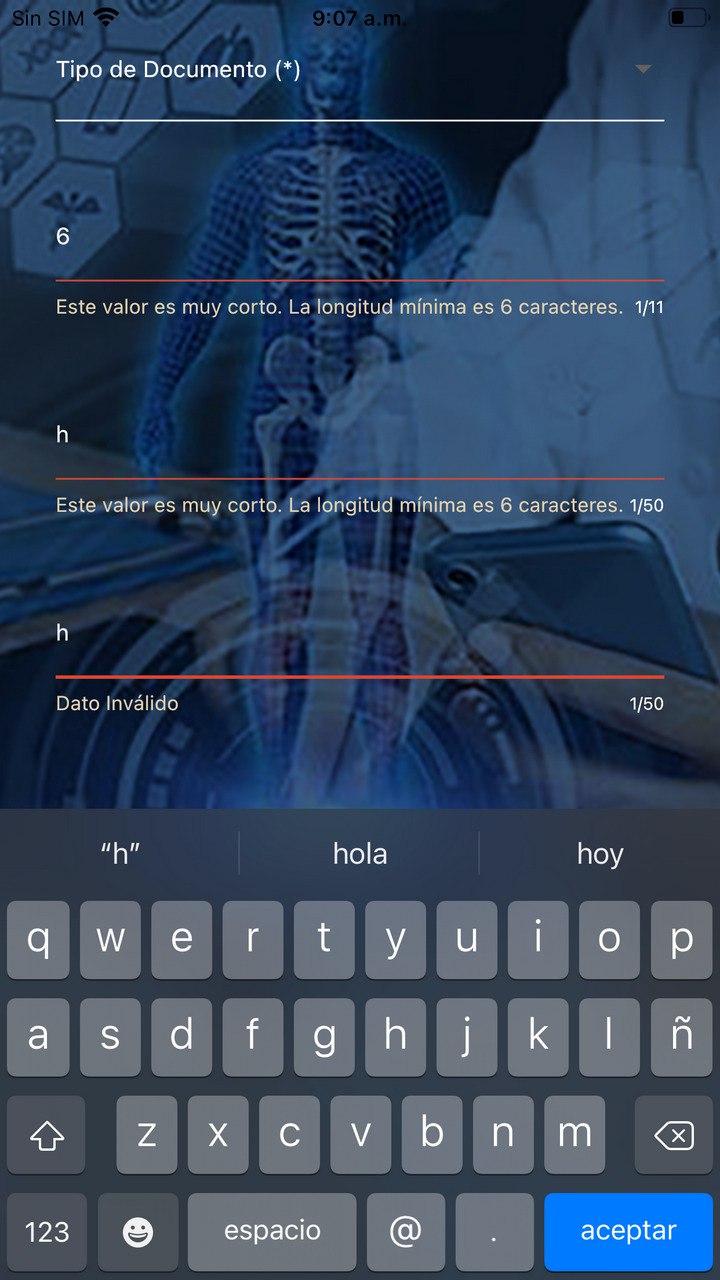 Sin SIM 9:07 a.m.
Tipo de Documento (*)
6
Este valor es muy corto. La longitud mínima es 6 caracteres. 1/11
h
Este valor es muy corto. La longitud mínima es 6 caracteres. 1/50
h
Dato Inválido 1/50
“h” hola hoy
q w e r t y u i o p
a s d f g h j k l ñ
z x c v b n m
123 espacio @ . aceptar